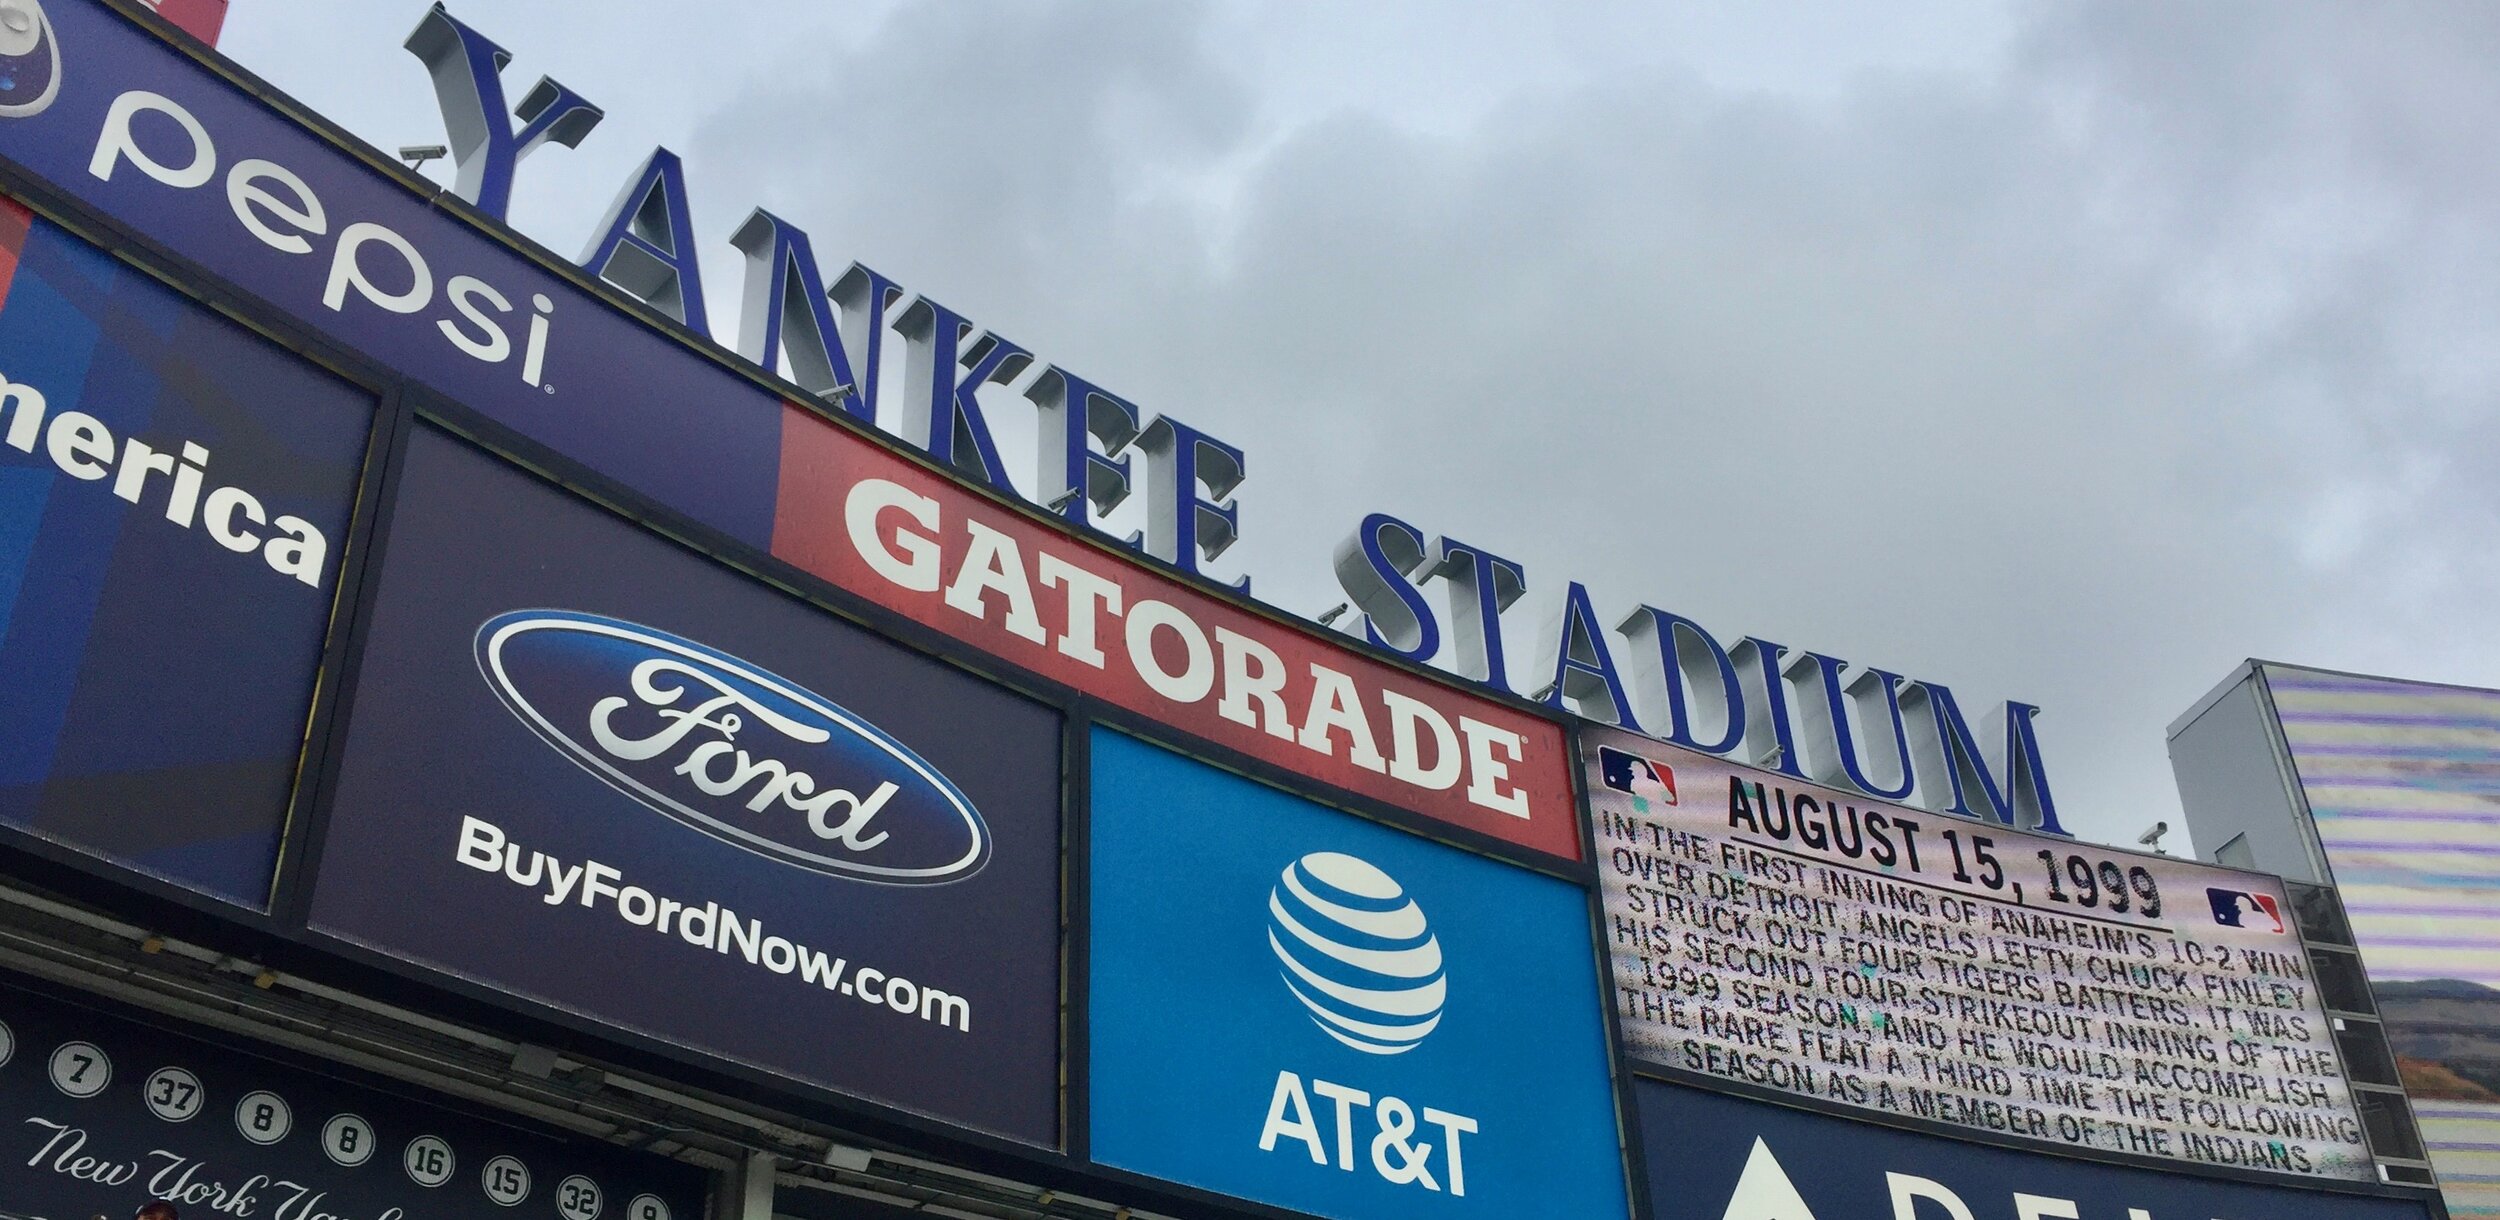 YANKEE STADIUM
pepsi
GATORADE
merica
Ford
BuyFordNow.com
AT&T
AUGUST 15, 1999
IN THE FIRST INNING OF ANAHEIM'S 10-2 WIN
OVER DETROIT, ANGELS LEFTY CHUCK FINLEY
STRUCK OUT FOUR TIGERS BATTERS. IT WAS
HIS SECOND FOUR-STRIKEOUT INNING OF THE
1999 SEASON, AND HE WOULD ACCOMPLISH
THE RARE FEAT A THIRD TIME THE FOLLOWING
SEASON AS A MEMBER OF THE INDIANS.
7 37 8 8 16 15 32 9
New York
DEL